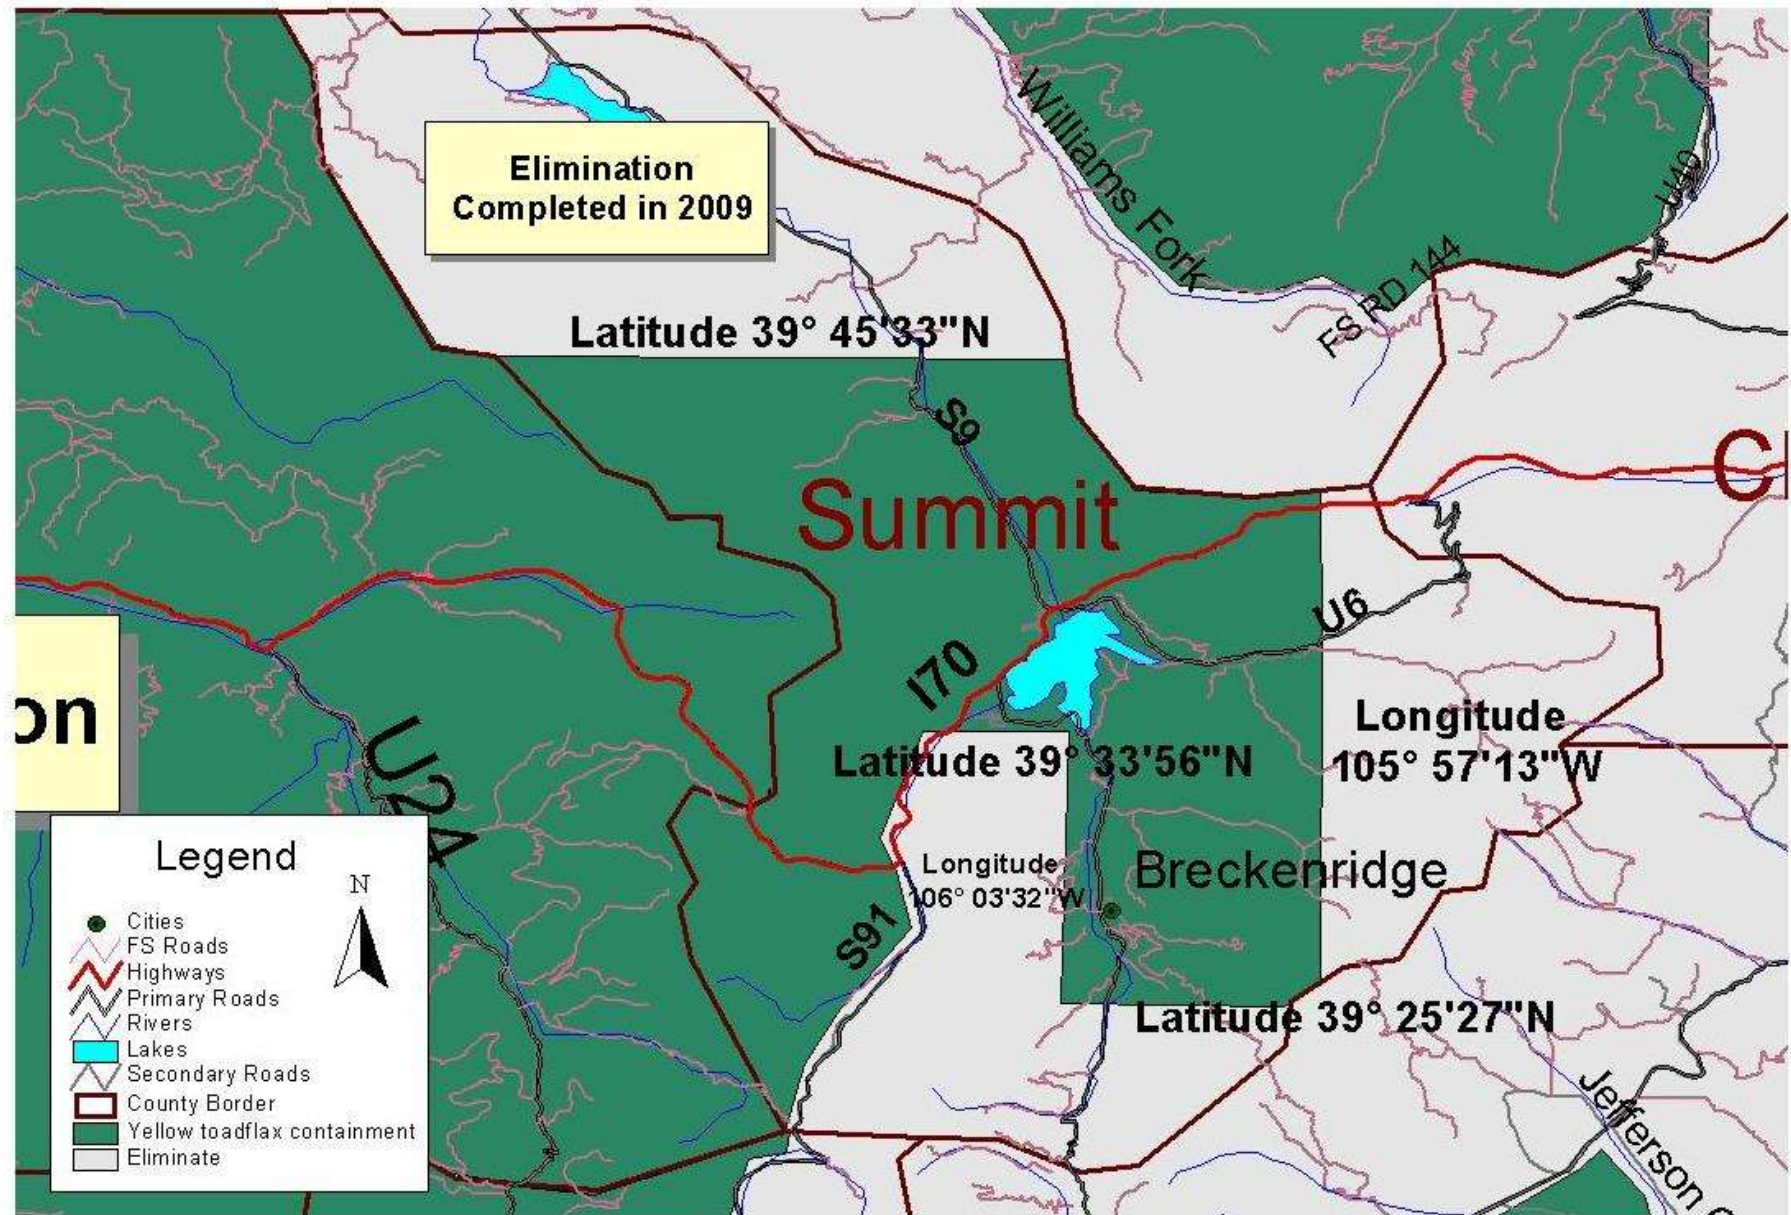 Elimination
Completed in 2009
Williams Fork
U40
FS RD 144
Latitude 39° 45'33"N
S9
Summit
U6
I70
Longitude
105° 57'13"W
Latitude 39° 33'56"N
U24
Longitude
106° 03'32"W
Breckenridge
S91
Latitude 39° 25'27"N
Jefferson
Legend
N
Cities
FS Roads
Highways
Primary Roads
Rivers
Lakes
Secondary Roads
County Border
Yellow toadflax containment
Eliminate